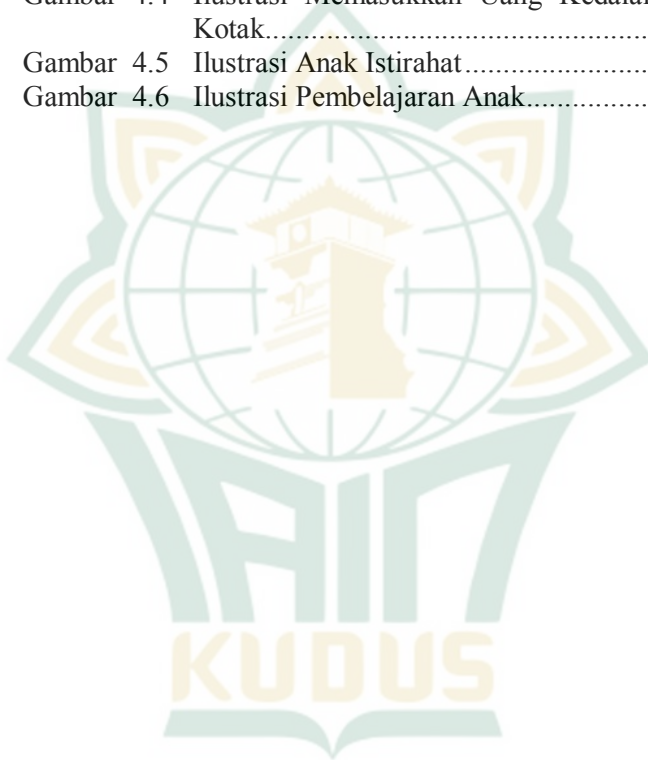 Gambar 4.4 Ilustrasi Memasukkan Uang Kedalam
Kotak..........................................
Gambar 4.5 Ilustrasi Anak Istirahat....................
Gambar 4.6 Ilustrasi Pembelajaran Anak...............
IAIN
KUDUS